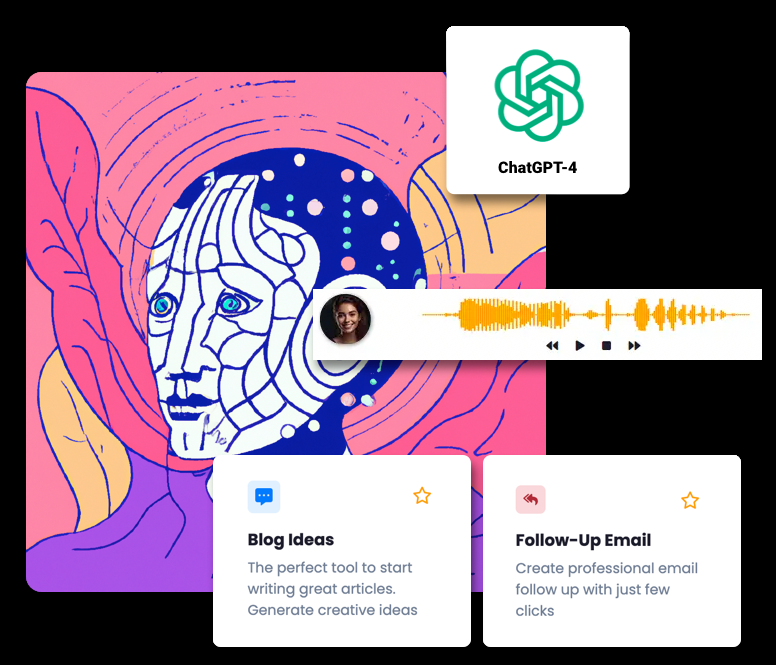 ChatGPT-4
Blog Ideas
The perfect tool to start
writing great articles.
Generate creative ideas
Follow-Up Email
Create professional email
follow up with just few
clicks